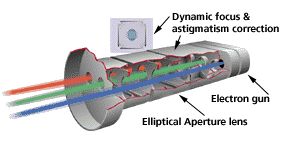 Dynamic focus &
astigmatism correction
Electron gun
Elliptical Aperture lens